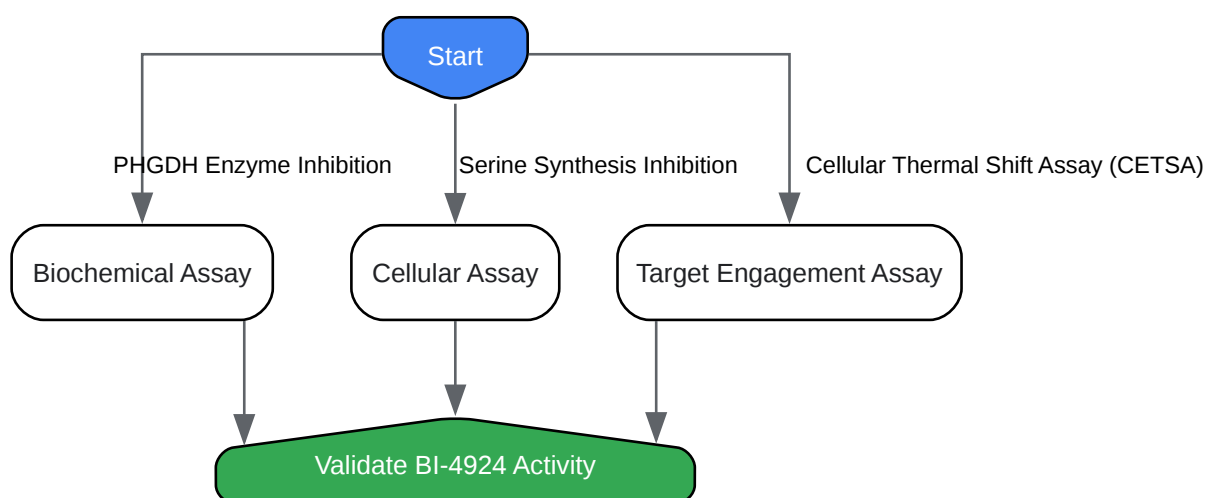 Start
PHGDH Enzyme Inhibition
Serine Synthesis Inhibition
Cellular Thermal Shift Assay (CETSA)
Biochemical Assay
Cellular Assay
Target Engagement Assay
Validate BI-4924 Activity